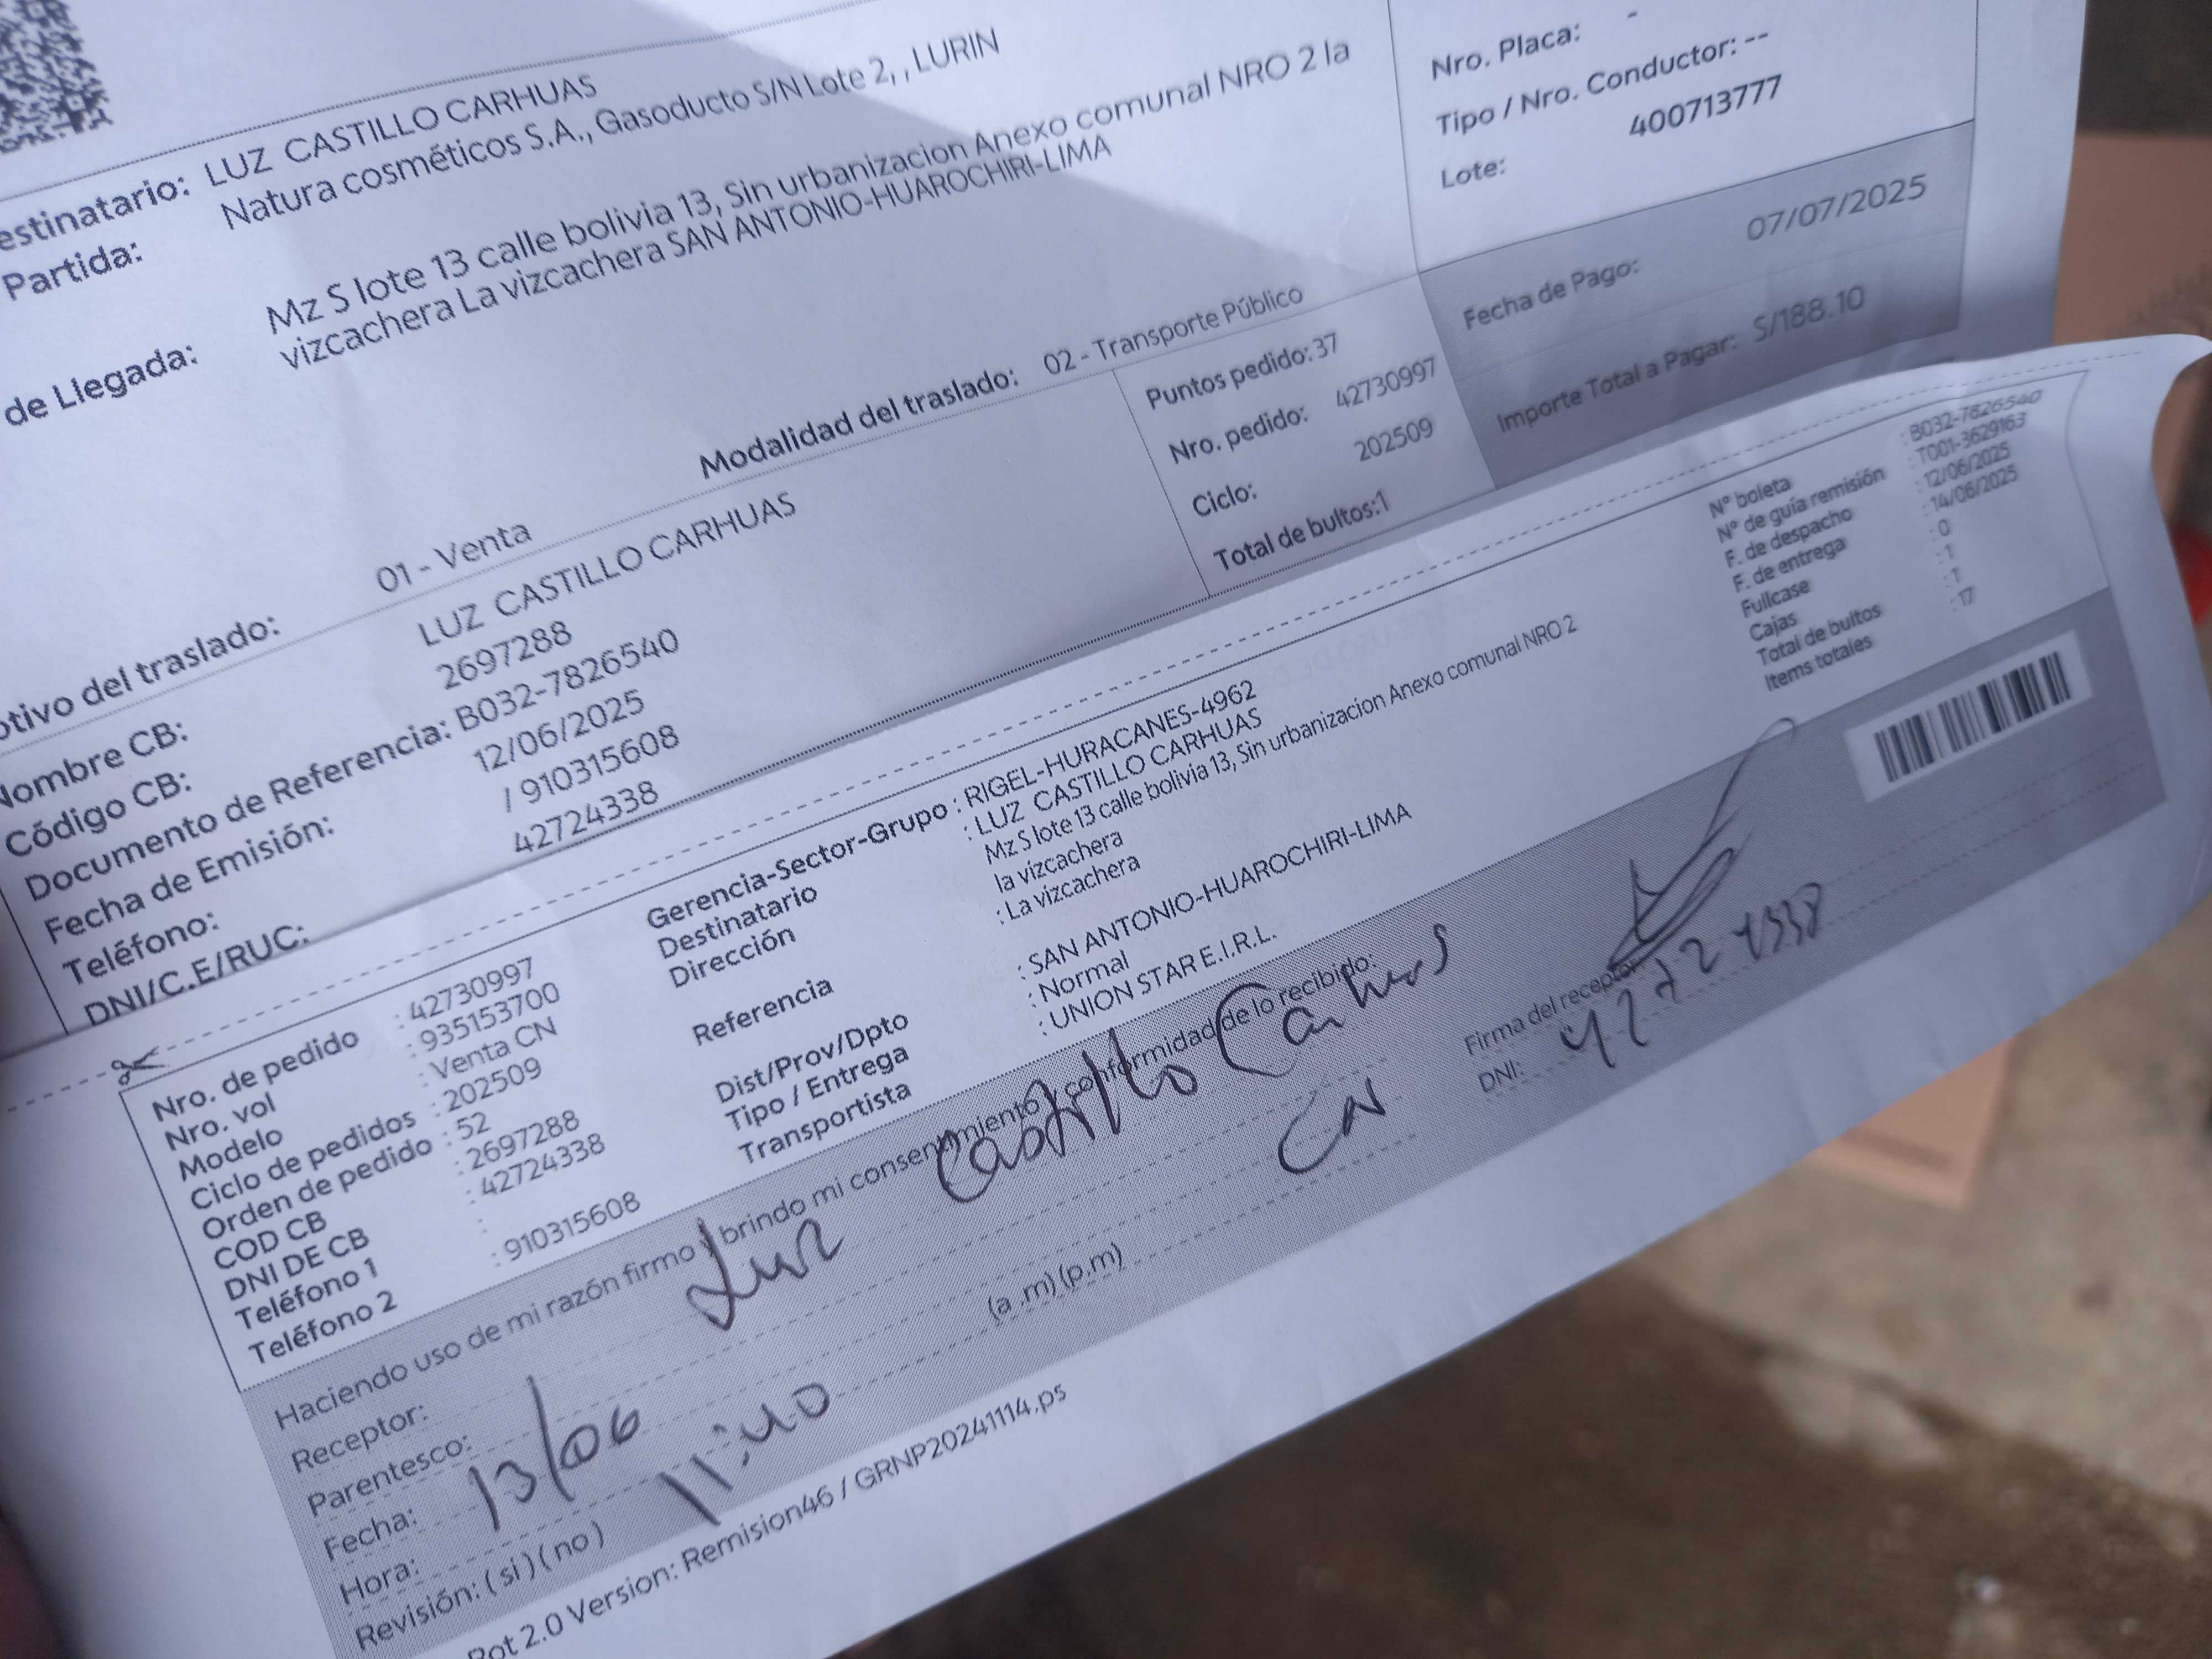 estinatario: LUZ CASTILLO CARHUAS
Partida: Natura cosméticos S.A., Gasoducto S/N Lote 2, , LURIN
de Llegada: Mz S lote 13 calle bolivia 13, Sin urbanizacion Anexo comunal NRO 2 la
vizcachera La vizcachera SAN ANTONIO-HUAROCHIRI-LIMA
Nro. Placa: -
Tipo / Nro. Conductor: --
Lote: 400713777
Fecha de Pago: 07/07/2025
Importe Total a Pagar: S/188.10
otivo del traslado: 01 - Venta Modalidad del traslado: 02 - Transporte Público
Nombre CB: LUZ CASTILLO CARHUAS
Código CB: 2697288
Documento de Referencia: B032-7826540
Fecha de Emisión: 12/06/2025
Teléfono: / 910315608
DNI/C.E/RUC: 42724338
Puntos pedido: 37
Nro. pedido: 42730997
Ciclo: 202509
Total de bultos:1
Nro. de pedido : 42730997
Nro. vol : 935153700
Modelo : Venta CN
Ciclo de pedidos : 202509
Orden de pedido : 52
COD CB : 2697288
DNI DE CB : 42724338
Teléfono 1 :
Teléfono 2 : 910315608
Gerencia-Sector-Grupo : RIGEL-HURACANES-4962
Destinatario : LUZ CASTILLO CARHUAS
Dirección Mz S lote 13 calle bolivia 13, Sin urbanizacion Anexo comunal NRO 2
la vizcachera
Referencia : La vizcachera
Dist/Prov/Dpto : SAN ANTONIO-HUAROCHIRI-LIMA
Tipo / Entrega : Normal
Transportista : UNION STAR E.I.R.L.
N° boleta : B032-7826540
N° de guía remisión : T001-3629163
F. de despacho : 12/06/2025
F. de entrega : 14/06/2025
Fullcase : 0
Cajas : 1
Total de bultos : 1
Items totales : 17
Haciendo uso de mi razón firmo y brindo mi consentimiento y conformidad de lo recibido:
Receptor: Luz Castillo Carhuas
Parentesco: CN
Fecha: 13/06
Hora: 11:40 (a .m) (p.m)
Revisión: ( si ) ( no )
Firma del receptor:
DNI: 42724338
Pot 2.0 Version: Remision46 / GRNP20241114.ps